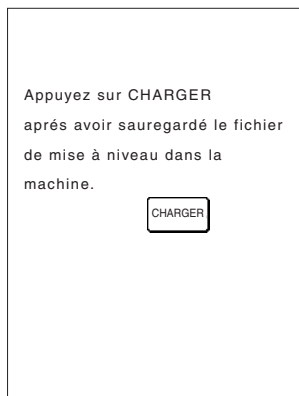 Appuyez sur CHARGER
aprés avoir sauregardé le fichier
de mise à niveau dans la
machine.
CHARGER